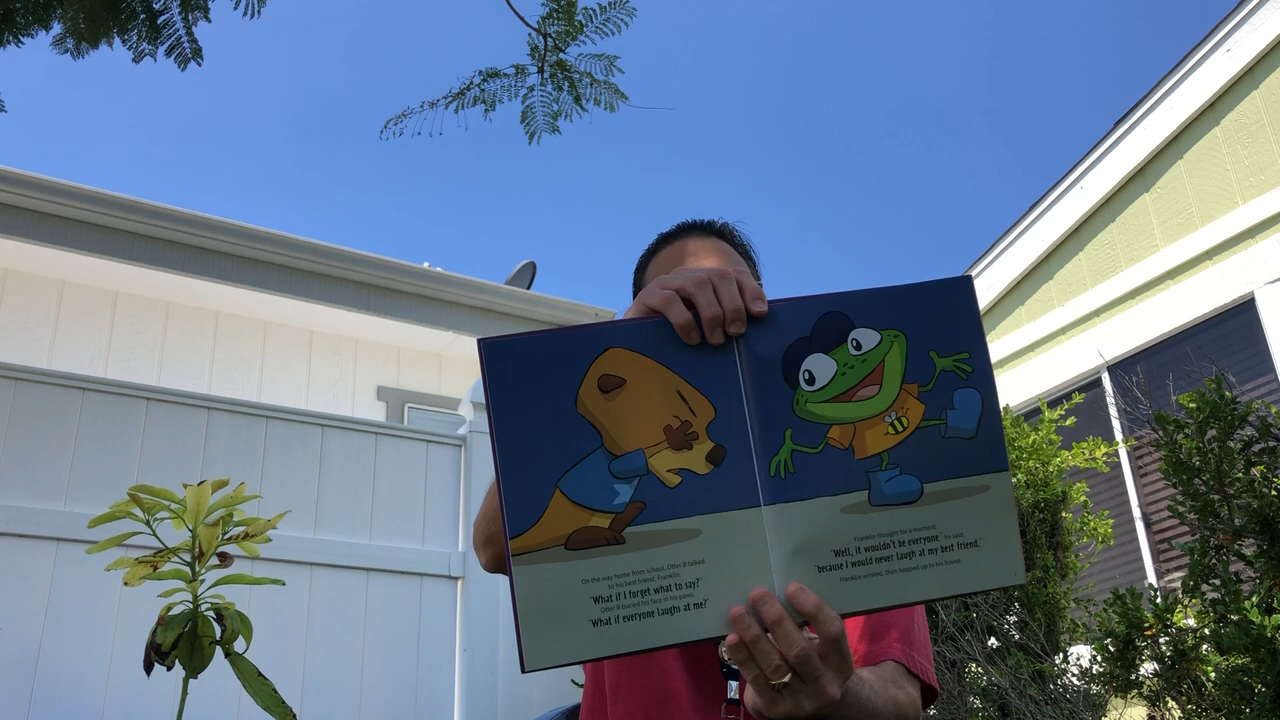 On the way home from school, Otter B talked
to his best friend, Franklin.
"What if I forget what to say?"
Otter B buried his face in his paws.
"What if everyone laughs at me?"
Franklin thought for a moment.
"Well, it wouldn't be everyone," he said,
"because I would never laugh at my best friend."
Franklin winked, then hopped up to his house.